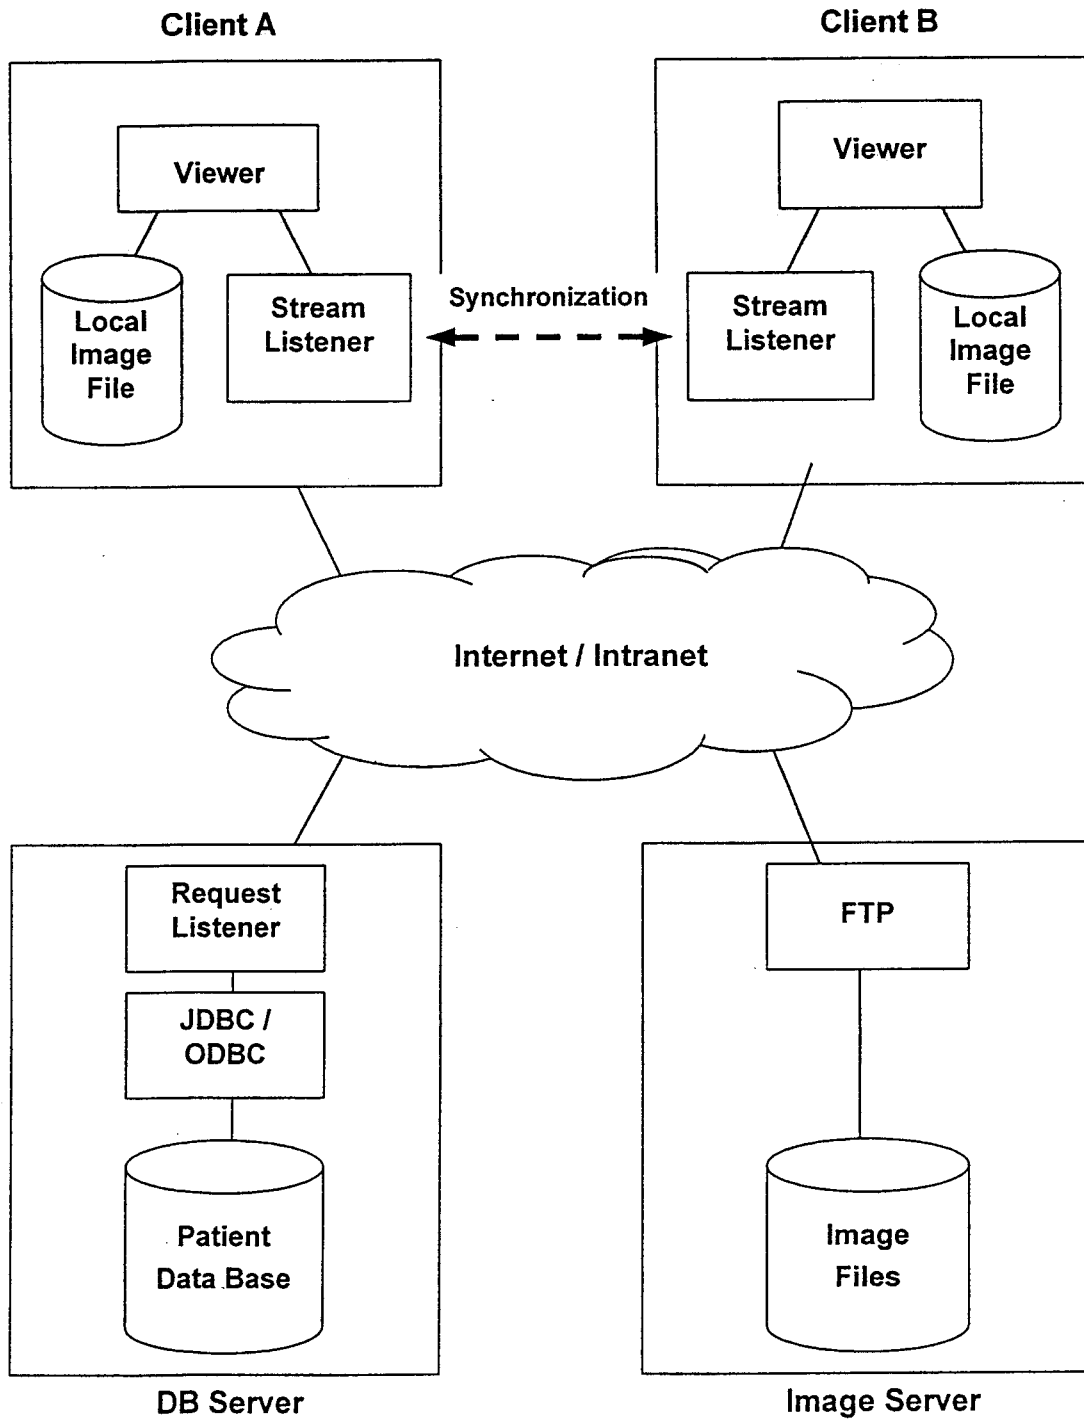 Client A
Client B
Viewer
Viewer
Local
Image
File
Stream
Listener
Synchronization
Stream
Listener
Local
Image
File
Internet / Intranet
Request
Listener
JDBC /
ODBC
Patient
Data Base
DB Server
FTP
Image
Files
Image Server